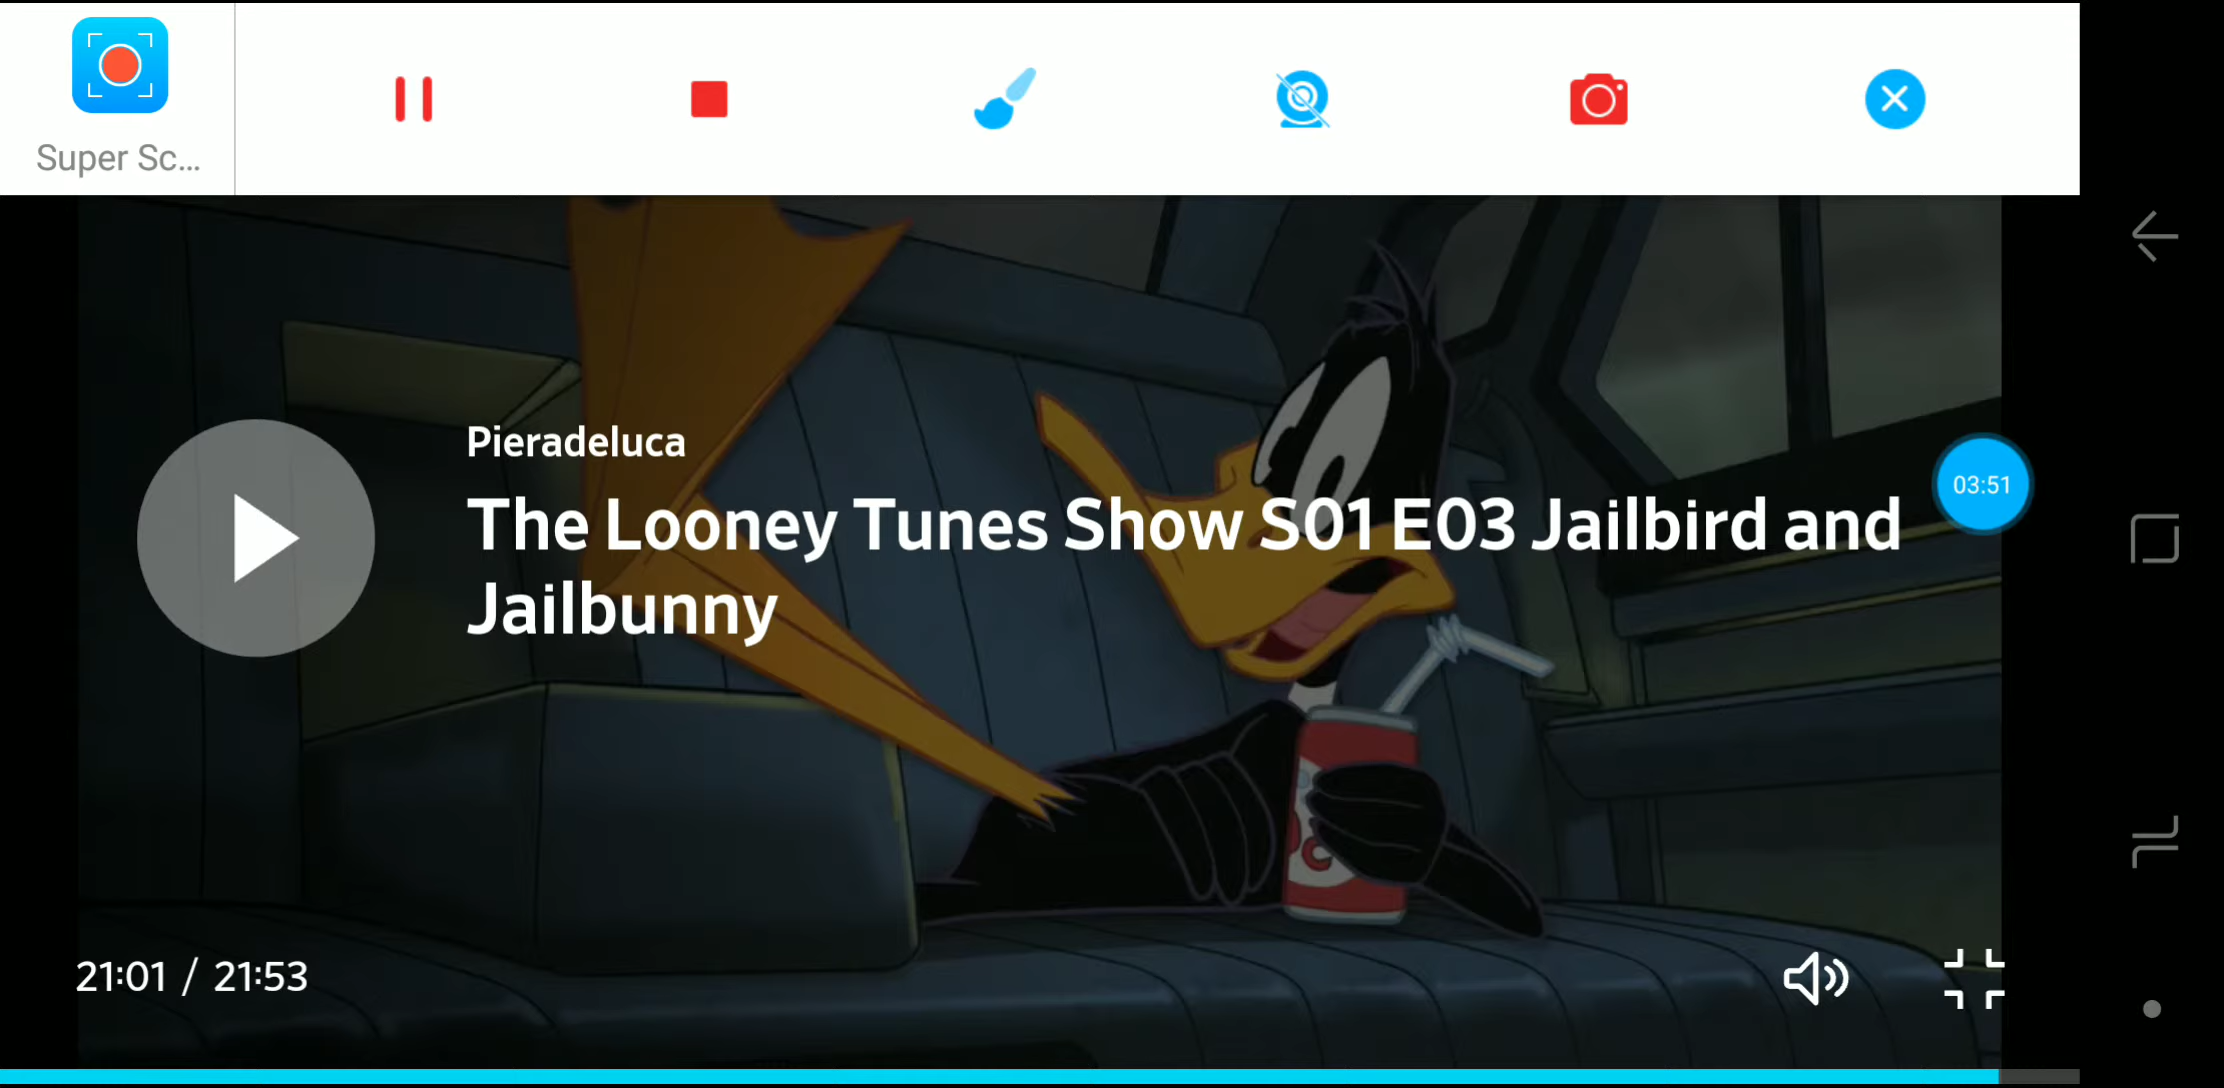 Super Sc...
Pieradeluca
The Looney Tunes Show S01 E03 Jailbird and
Jailbunny
03:51
21:01 / 21:53